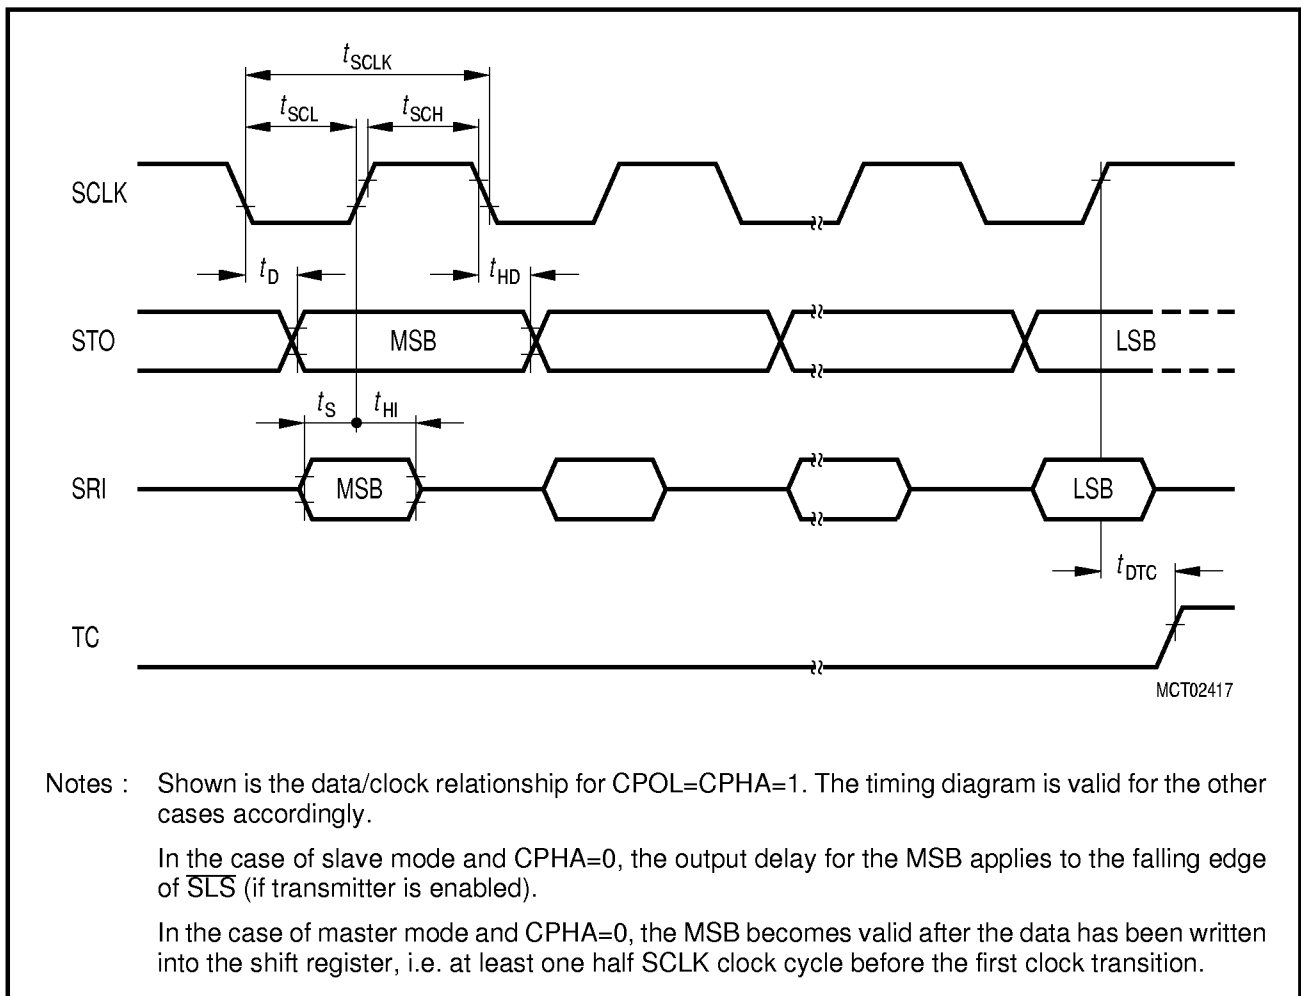 tSCLK
tSCL
tSCH
SCLK
tD
tHD
STO
MSB
LSB
tS
tHI
SRI
MSB
LSB
tDTC
TC
MCT02417
Notes : Shown is the data/clock relationship for CPOL=CPHA=1. The timing diagram is valid for the other
cases accordingly.
In the case of slave mode and CPHA=0, the output delay for the MSB applies to the falling edge
of S̅L̅S̅ (if transmitter is enabled).
In the case of master mode and CPHA=0, the MSB becomes valid after the data has been written
into the shift register, i.e. at least one half SCLK clock cycle before the first clock transition.